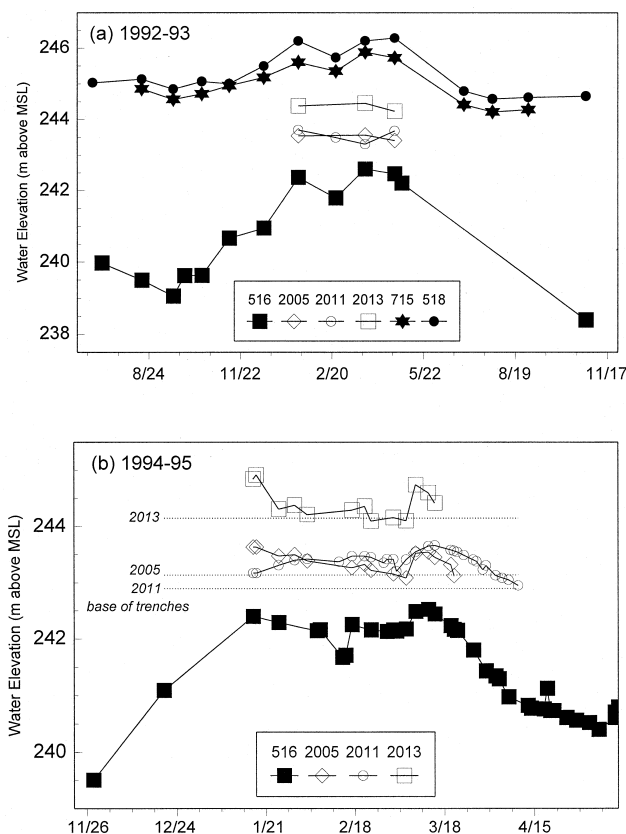 (a) 1992-93
Water Elevation (m above MSL)
246
244
242
240
238
516 2005 2011 2013 715 518
8/24 11/22 2/20 5/22 8/19 11/17
(b) 1994-95
Water Elevation (m above MSL)
244
242
240
2013
2005
2011
base of trenches
516 2005 2011 2013
11/26 12/24 1/21 2/18 3/18 4/15